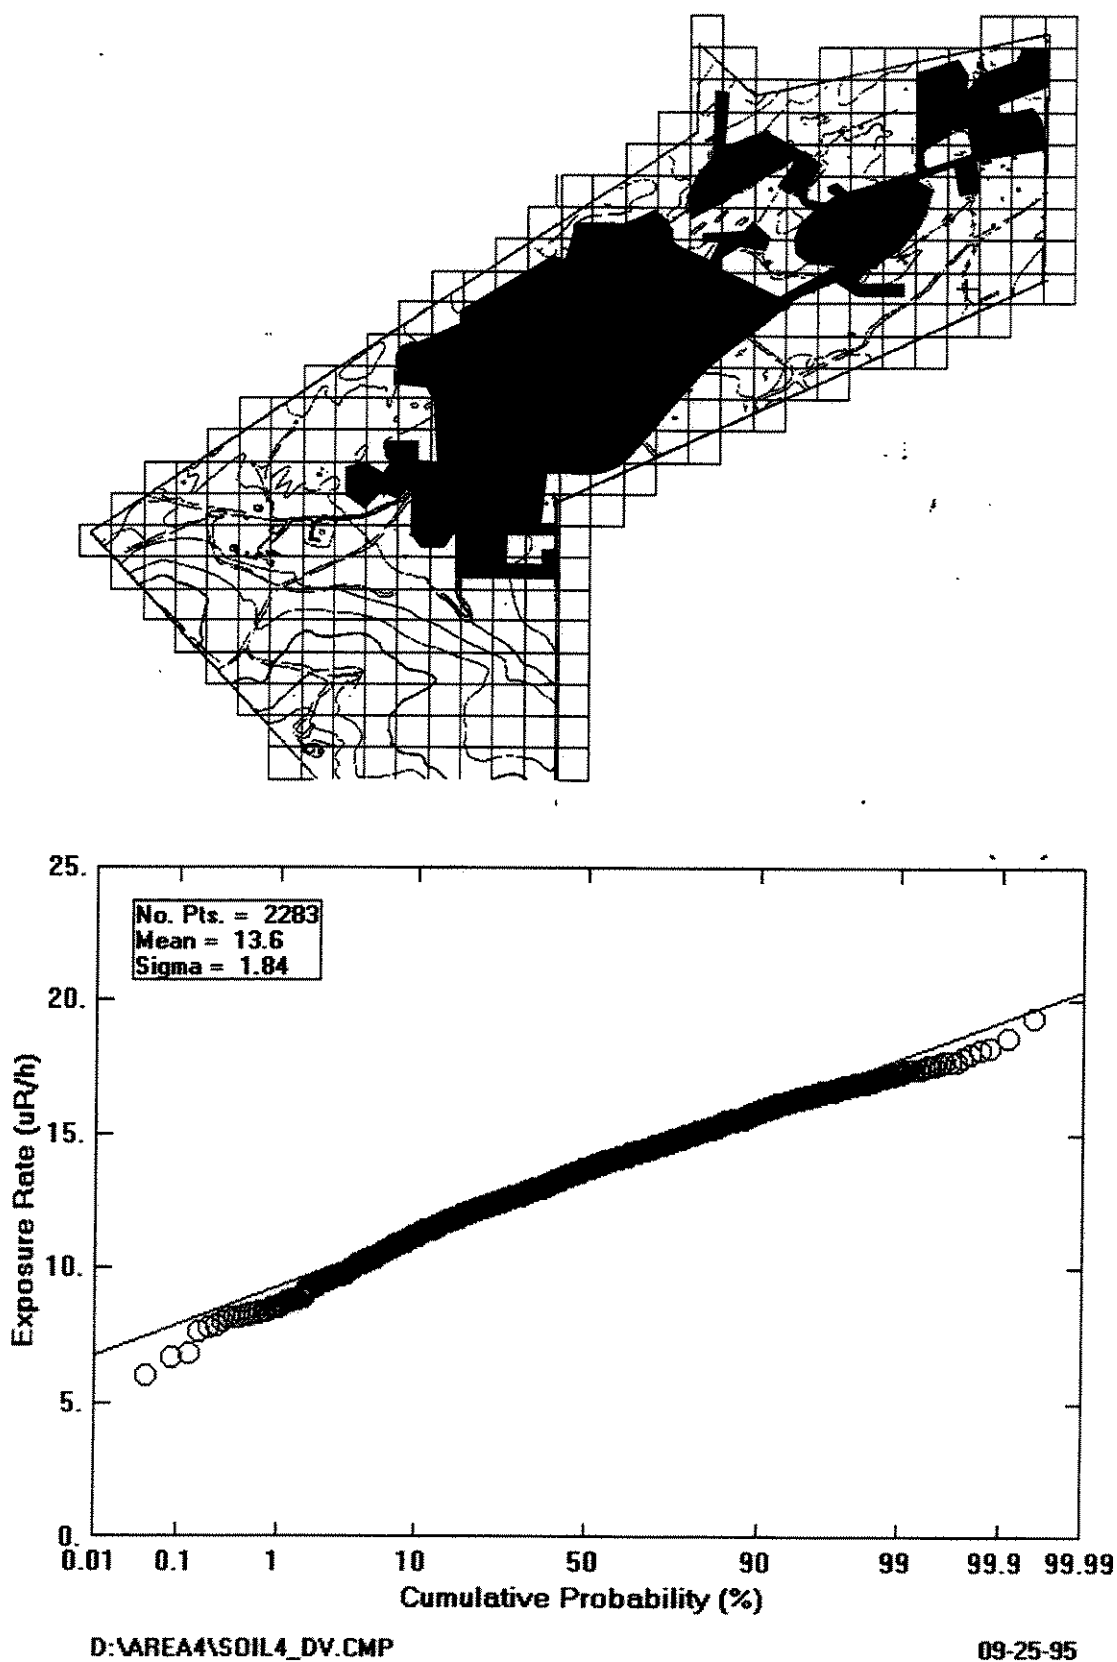 25.
No. Pts. = 2283
Mean = 13.6
Sigma = 1.84
20.
15.
10.
5.
0.
Exposure Rate (uR/h)
0.01 0.1 1 10 50 90 99 99.9 99.99
Cumulative Probability (%)
D:\AREA4\SOIL4_DV.CMP 09-25-95